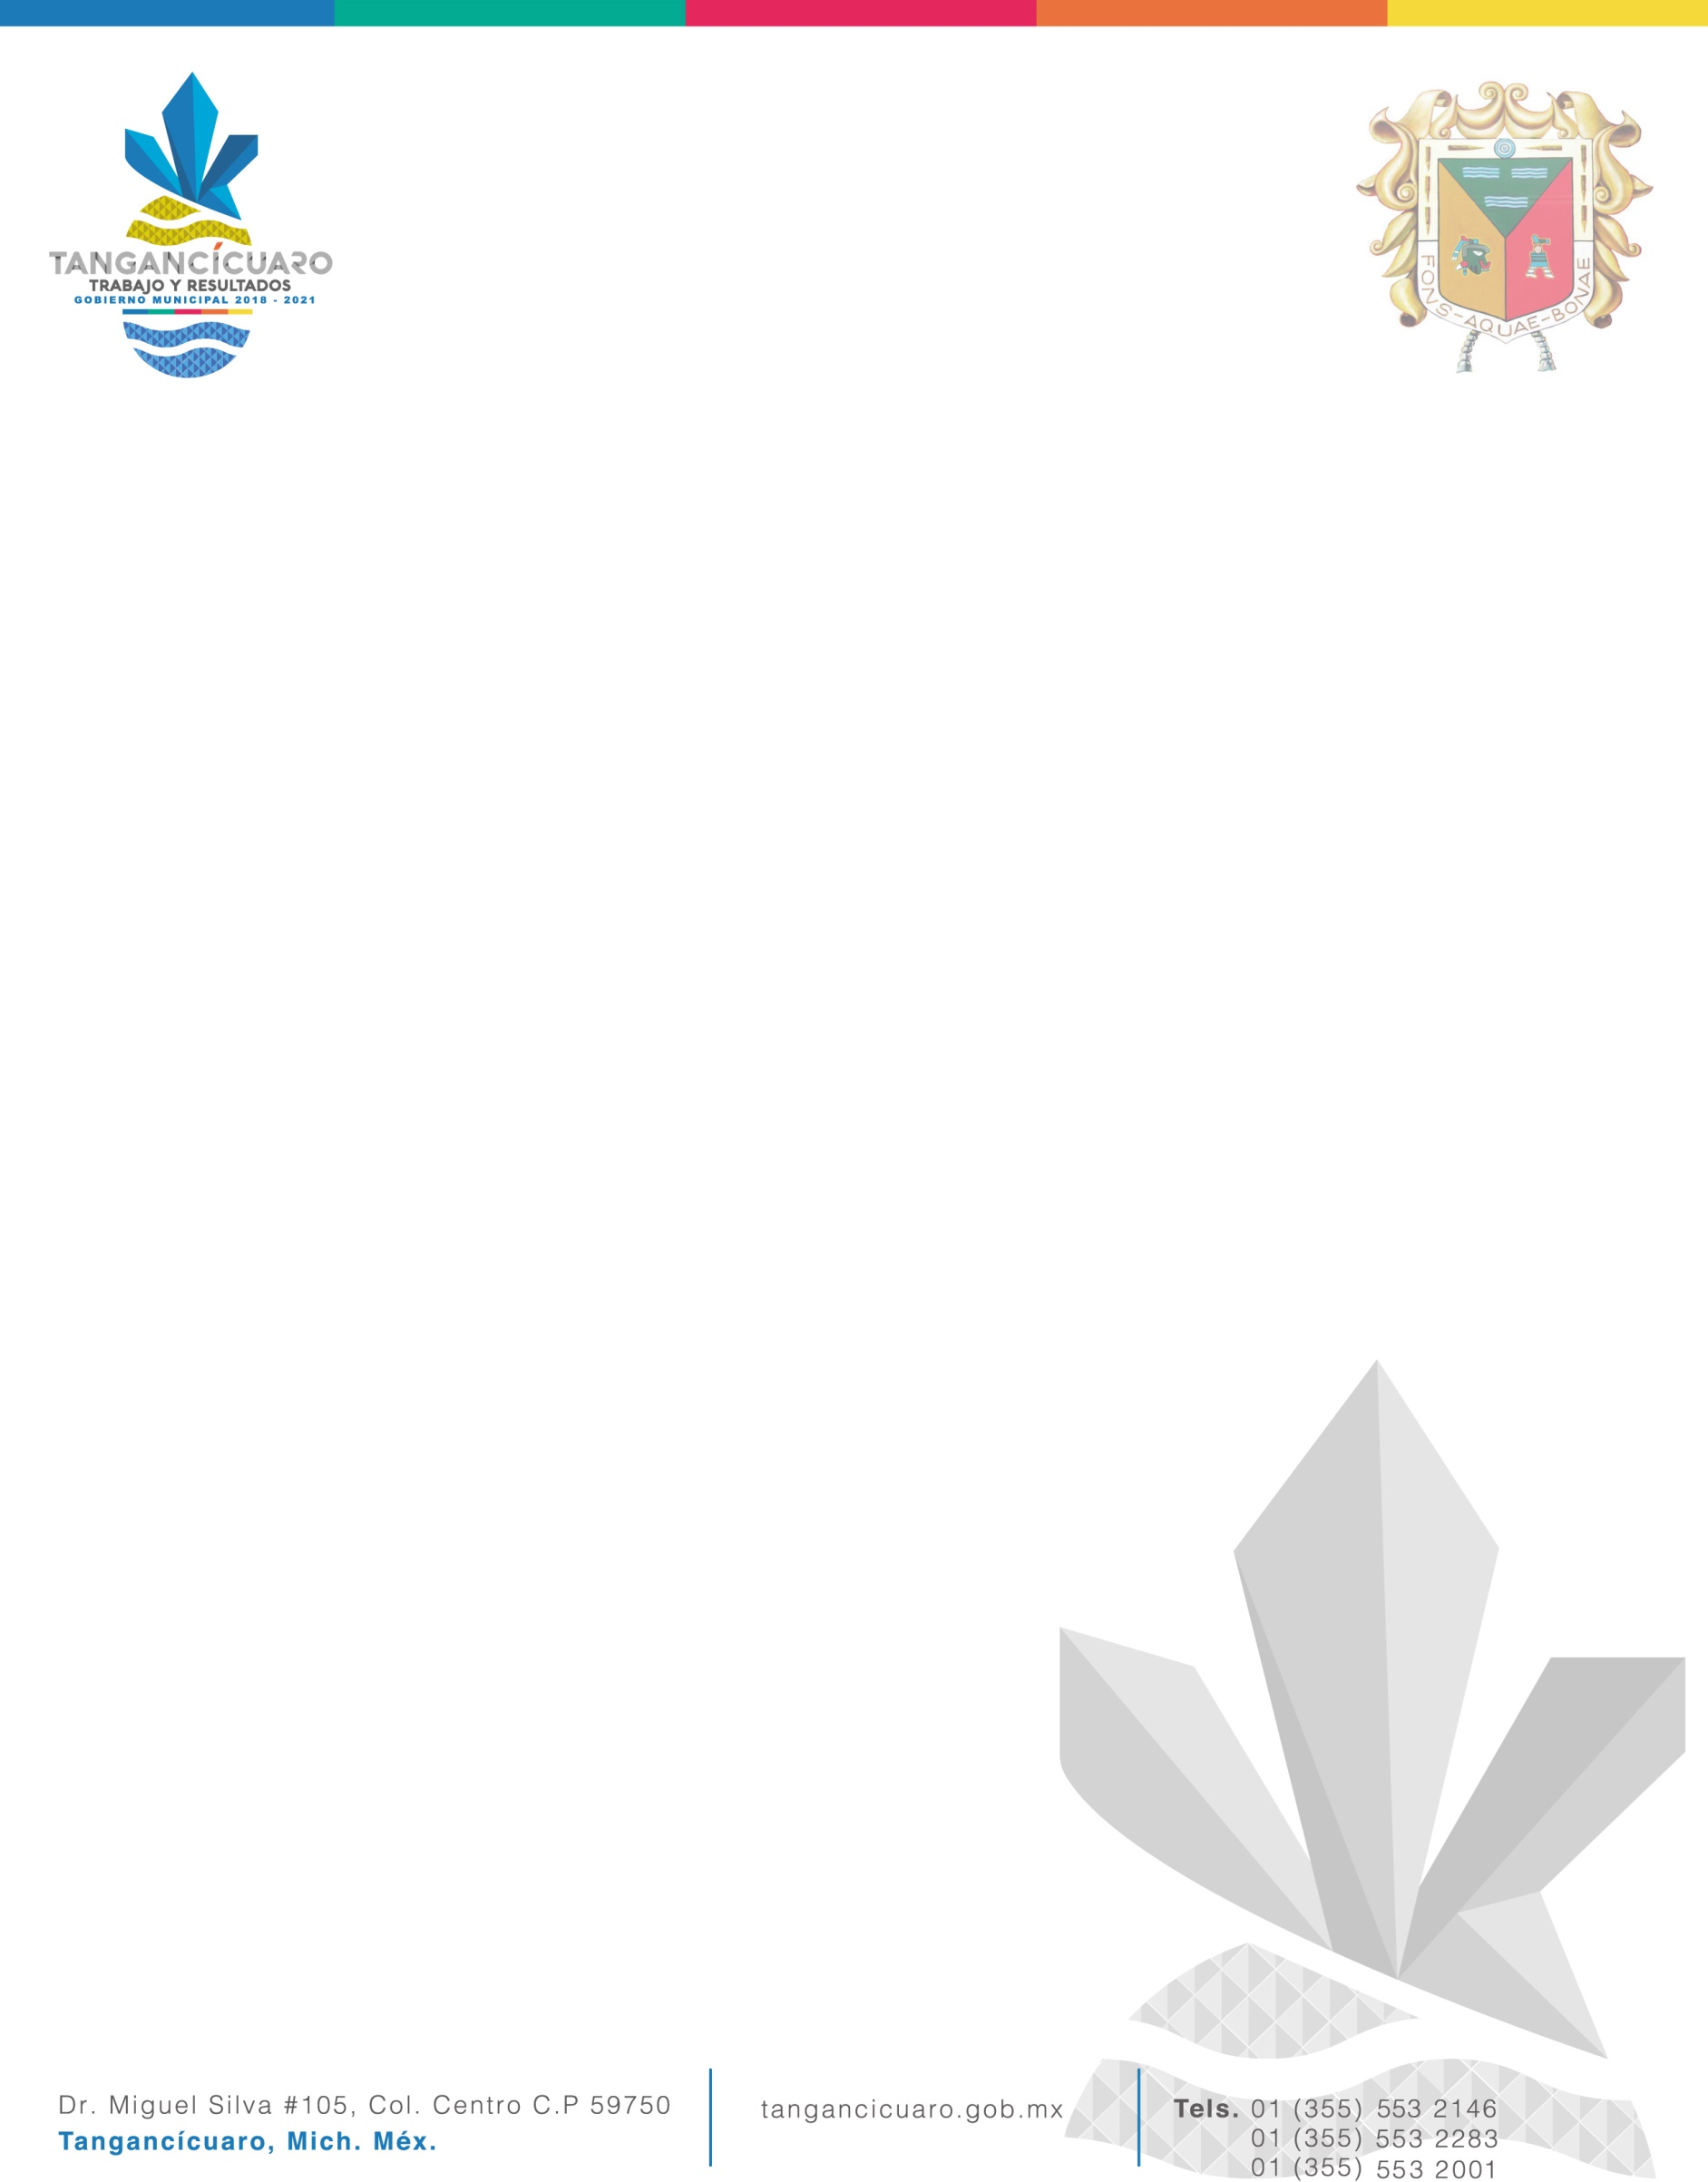 TANGANCÍCUARO
TRABAJO Y RESULTADOS
GOBIERNO MUNICIPAL 2018 - 2021
FONS-AQUAE-BONAE
Dr. Miguel Silva #105, Col. Centro C.P 59750
Tangancícuaro, Mich. Méx.
tangancicuaro.gob.mx
Tels. 01 (355) 553 2146
01 (355) 553 2283
01 (355) 553 2001